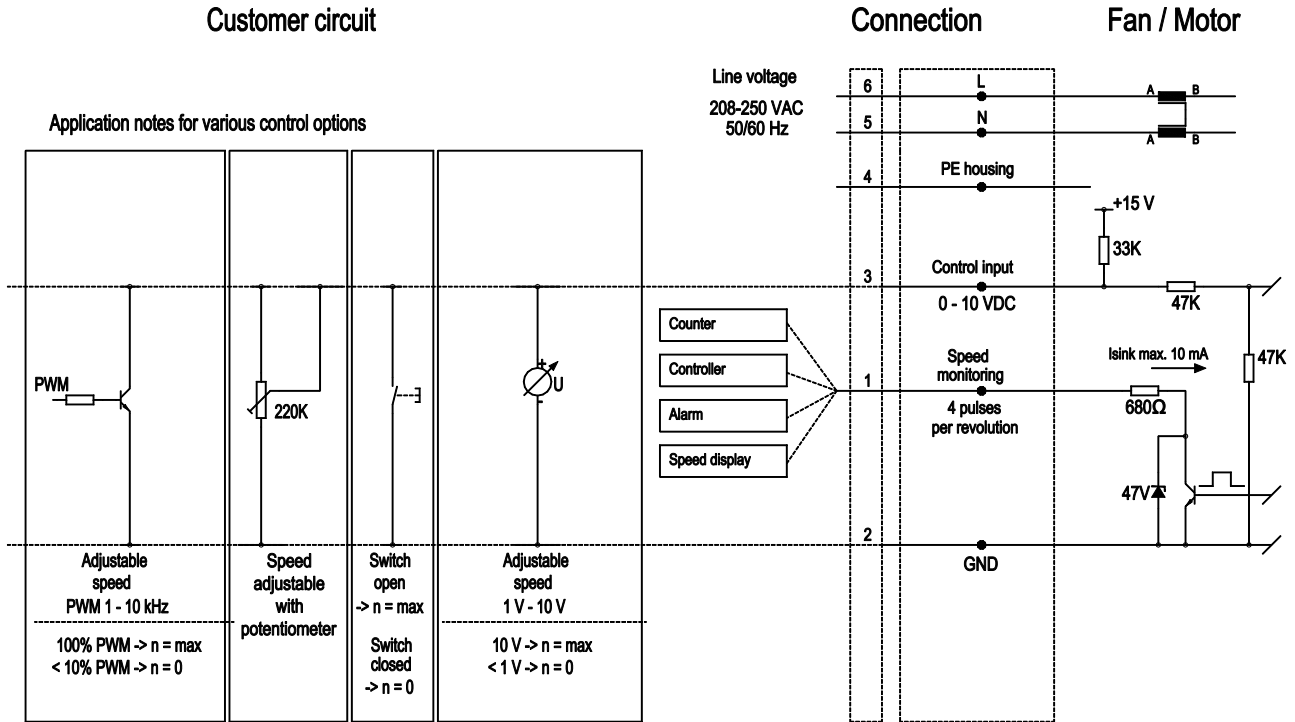 Customer circuit
Connection
Fan / Motor
Line voltage
208-250 VAC
50/60 Hz
6
L
A
B
5
N
A
B
Application notes for various control options
4
PE housing
+15 V
33K
3
Control input
0 - 10 VDC
47K
Counter
Controller
Alarm
Speed display
1
Speed
monitoring
4 pulses
per revolution
Isink max. 10 mA
680Ω
47K
47V
2
GND
PWM
220K
+
U
-
Adjustable
speed
PWM 1 - 10 kHz
100% PWM -> n = max
< 10% PWM -> n = 0
Speed
adjustable
with
potentiometer
Switch
open
-> n = max
Switch
closed
-> n = 0
Adjustable
speed
1 V - 10 V
10 V -> n = max
< 1 V -> n = 0